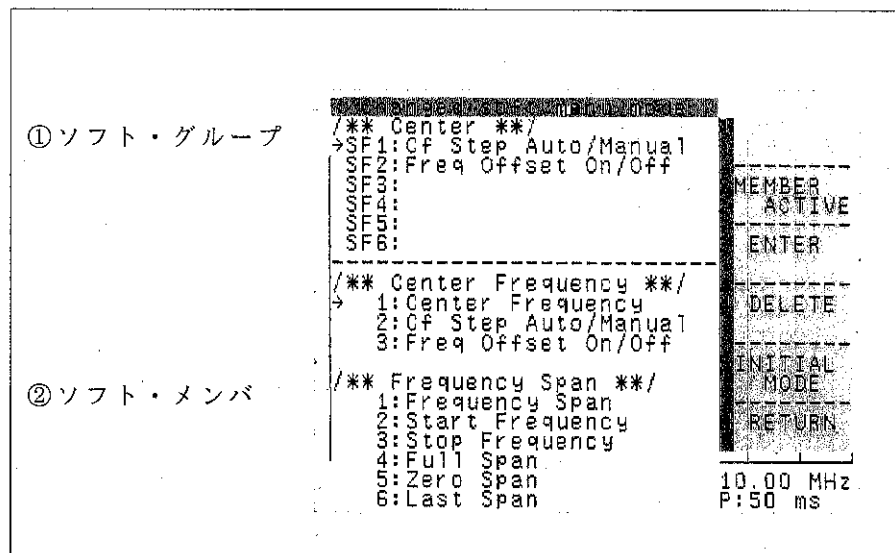 ①ソフト・グループ
/** Center **/
→SF1:Cf Step Auto/Manual
SF2:Freq Offset On/Off
SF3:
SF4:
SF5:
SF6:
/** Center Frequency **/
→ 1:Center Frequency
2:Cf Step Auto/Manual
3:Freq Offset On/Off
②ソフト・メンバ
/** Frequency Span **/
1:Frequency Span
2:Start Frequency
3:Stop Frequency
4:Full Span
5:Zero Span
6:Last Span
MEMBER
ACTIVE
ENTER
DELETE
INITIAL
MODE
RETURN
10.00 MHz
P:50 ms